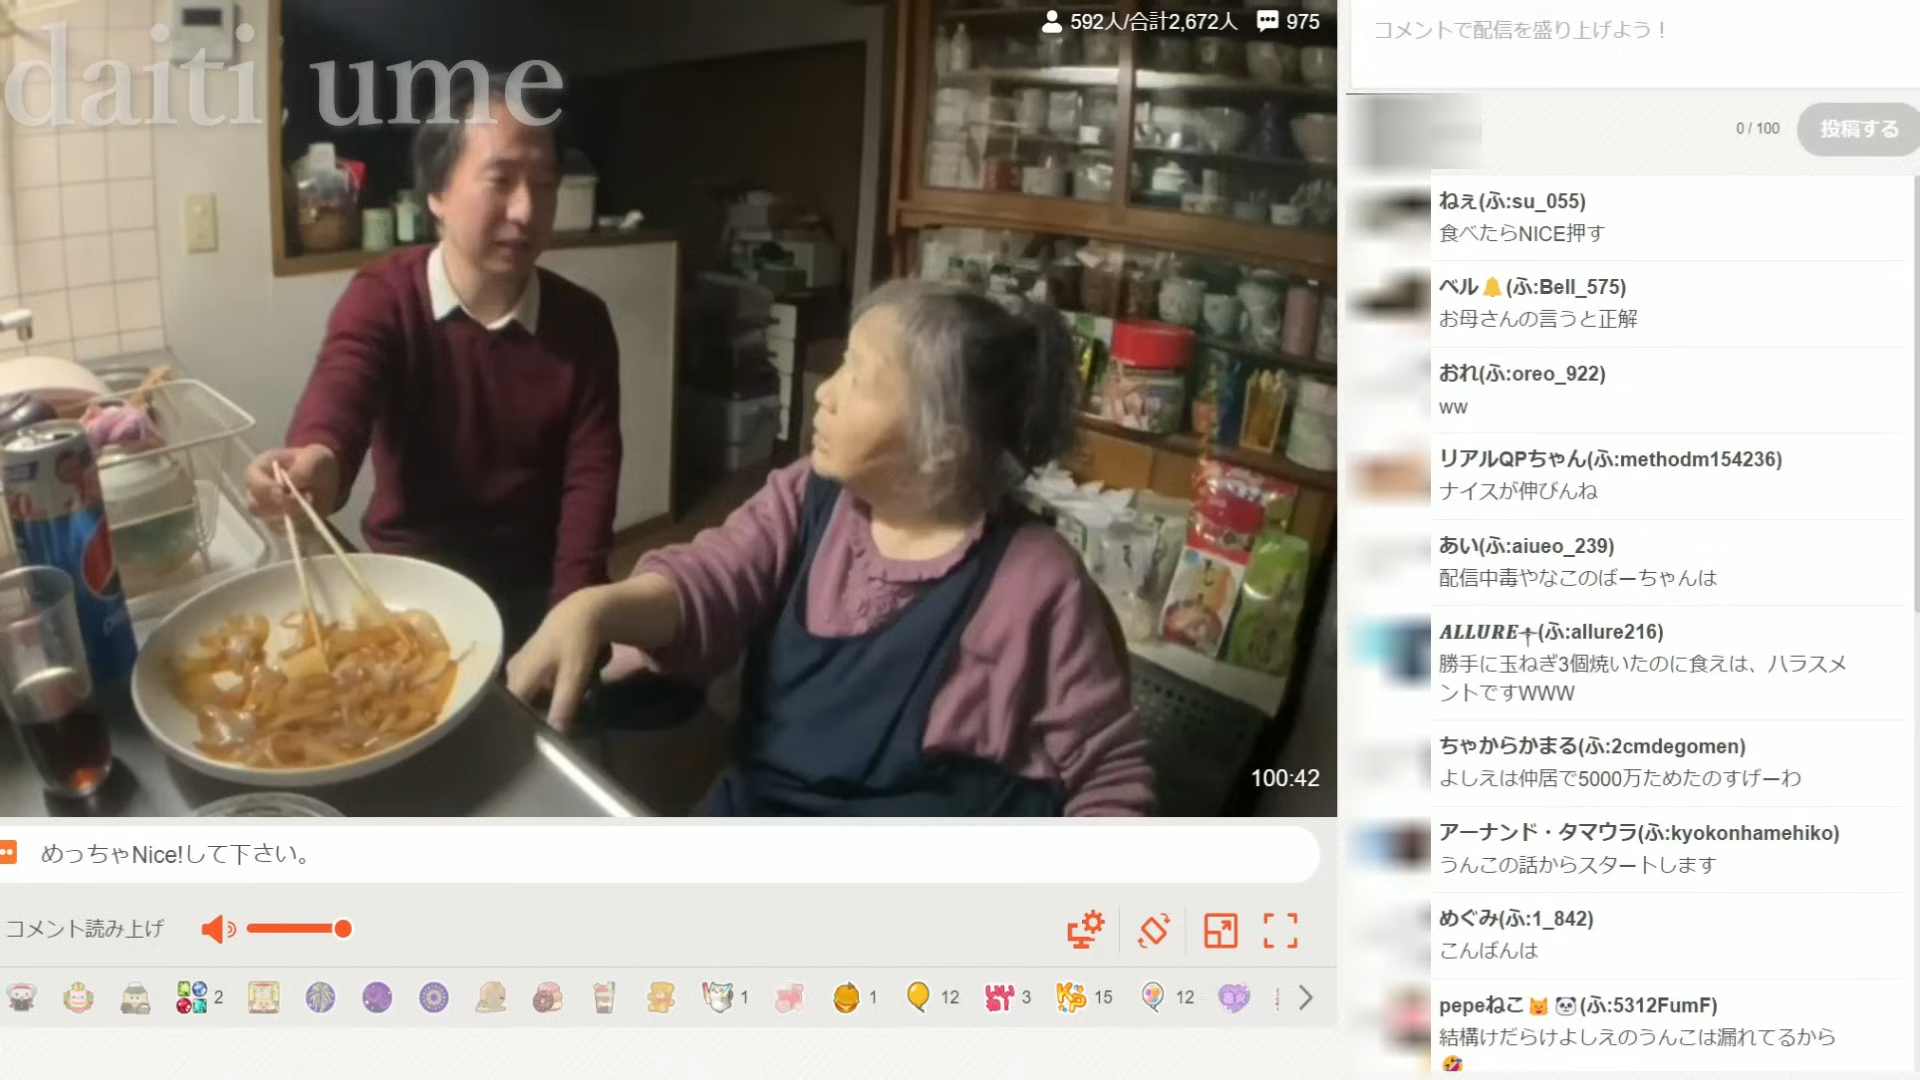 daiti ume
592人/合計2,672人 975
100:42
めっちゃNice!して下さい。
コメント読み上げ
2
1
1
12
3
15
12
コメントで配信を盛り上げよう！
0 / 100
投稿する
ねぇ(ふ:su_055)
食べたらNICE押す
ベル🔔(ふ:Bell_575)
お母さんの言うと正解
おれ(ふ:oreo_922)
ww
リアルQPちゃん(ふ:methodm154236)
ナイスが伸びんね
あい(ふ:aiueo_239)
配信中毒やなこのばーちゃんは
ALLURE⚚(ふ:allure216)
勝手に玉ねぎ3個焼いたのに食えは、ハラスメ
ントですWWW
ちゃからかまる(ふ:2cmdegomen)
よしえは仲居で5000万ためたのすげーわ
アーナンド・タマウラ(ふ:kyokonhamehiko)
うんこの話からスタートします
めぐみ(ふ:1_842)
こんばんは
pepeねこ😺🐼(ふ:5312FumF)
結構けだらけよしえのうんこは漏れてるから
🤣